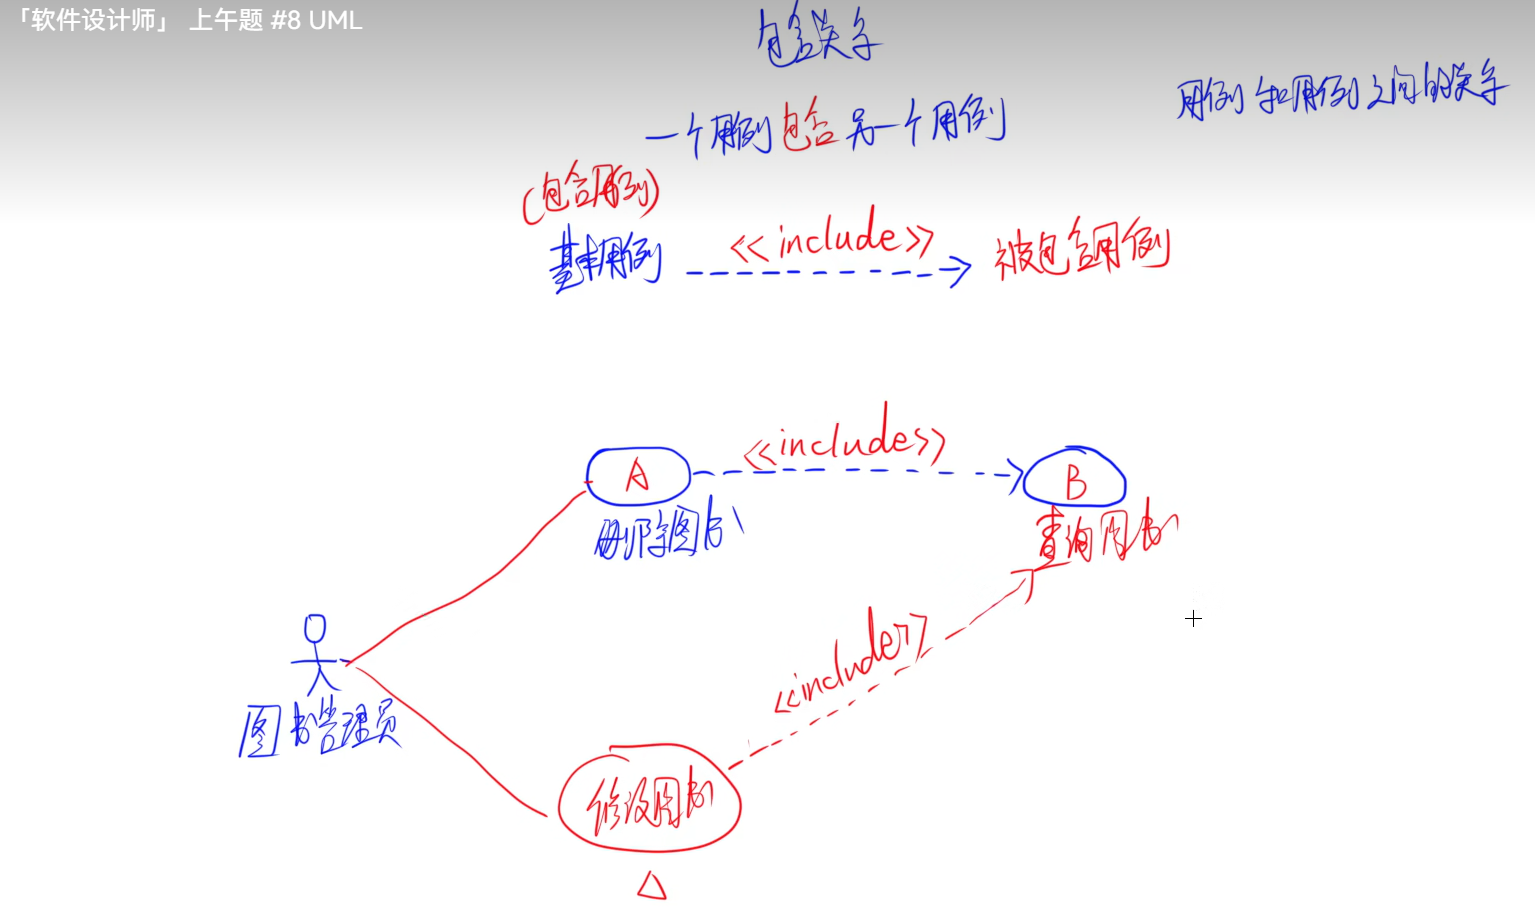 「软件设计师」 上午题 #8 UML
包含关系
用例和用例之间的关系
一个用例包含另一个用例
(包含用例)
基本用例
<<include>>
被包含用例
A
<<include>>
B
删除图书
查询图书
<<include>>
图书管理员
修改图书